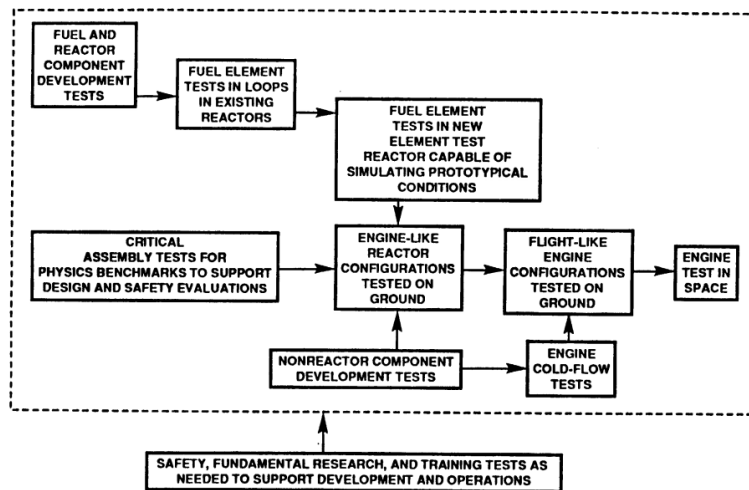 FUEL AND
REACTOR
COMPONENT
DEVELOPMENT
TESTS
FUEL ELEMENT
TESTS IN LOOPS
IN EXISTING
REACTORS
FUEL ELEMENT
TESTS IN NEW
ELEMENT TEST
REACTOR CAPABLE OF
SIMULATING PROTOTYPICAL
CONDITIONS
CRITICAL
ASSEMBLY TESTS FOR
PHYSICS BENCHMARKS TO SUPPORT
DESIGN AND SAFETY EVALUATIONS
ENGINE-LIKE
REACTOR
CONFIGURATIONS
TESTED ON
GROUND
FLIGHT-LIKE
ENGINE
CONFIGURATIONS
TESTED ON
GROUND
ENGINE
TEST IN
SPACE
NONREACTOR COMPONENT
DEVELOPMENT TESTS
ENGINE
COLD-FLOW
TESTS
SAFETY, FUNDAMENTAL RESEARCH, AND TRAINING TESTS AS
NEEDED TO SUPPORT DEVELOPMENT AND OPERATIONS